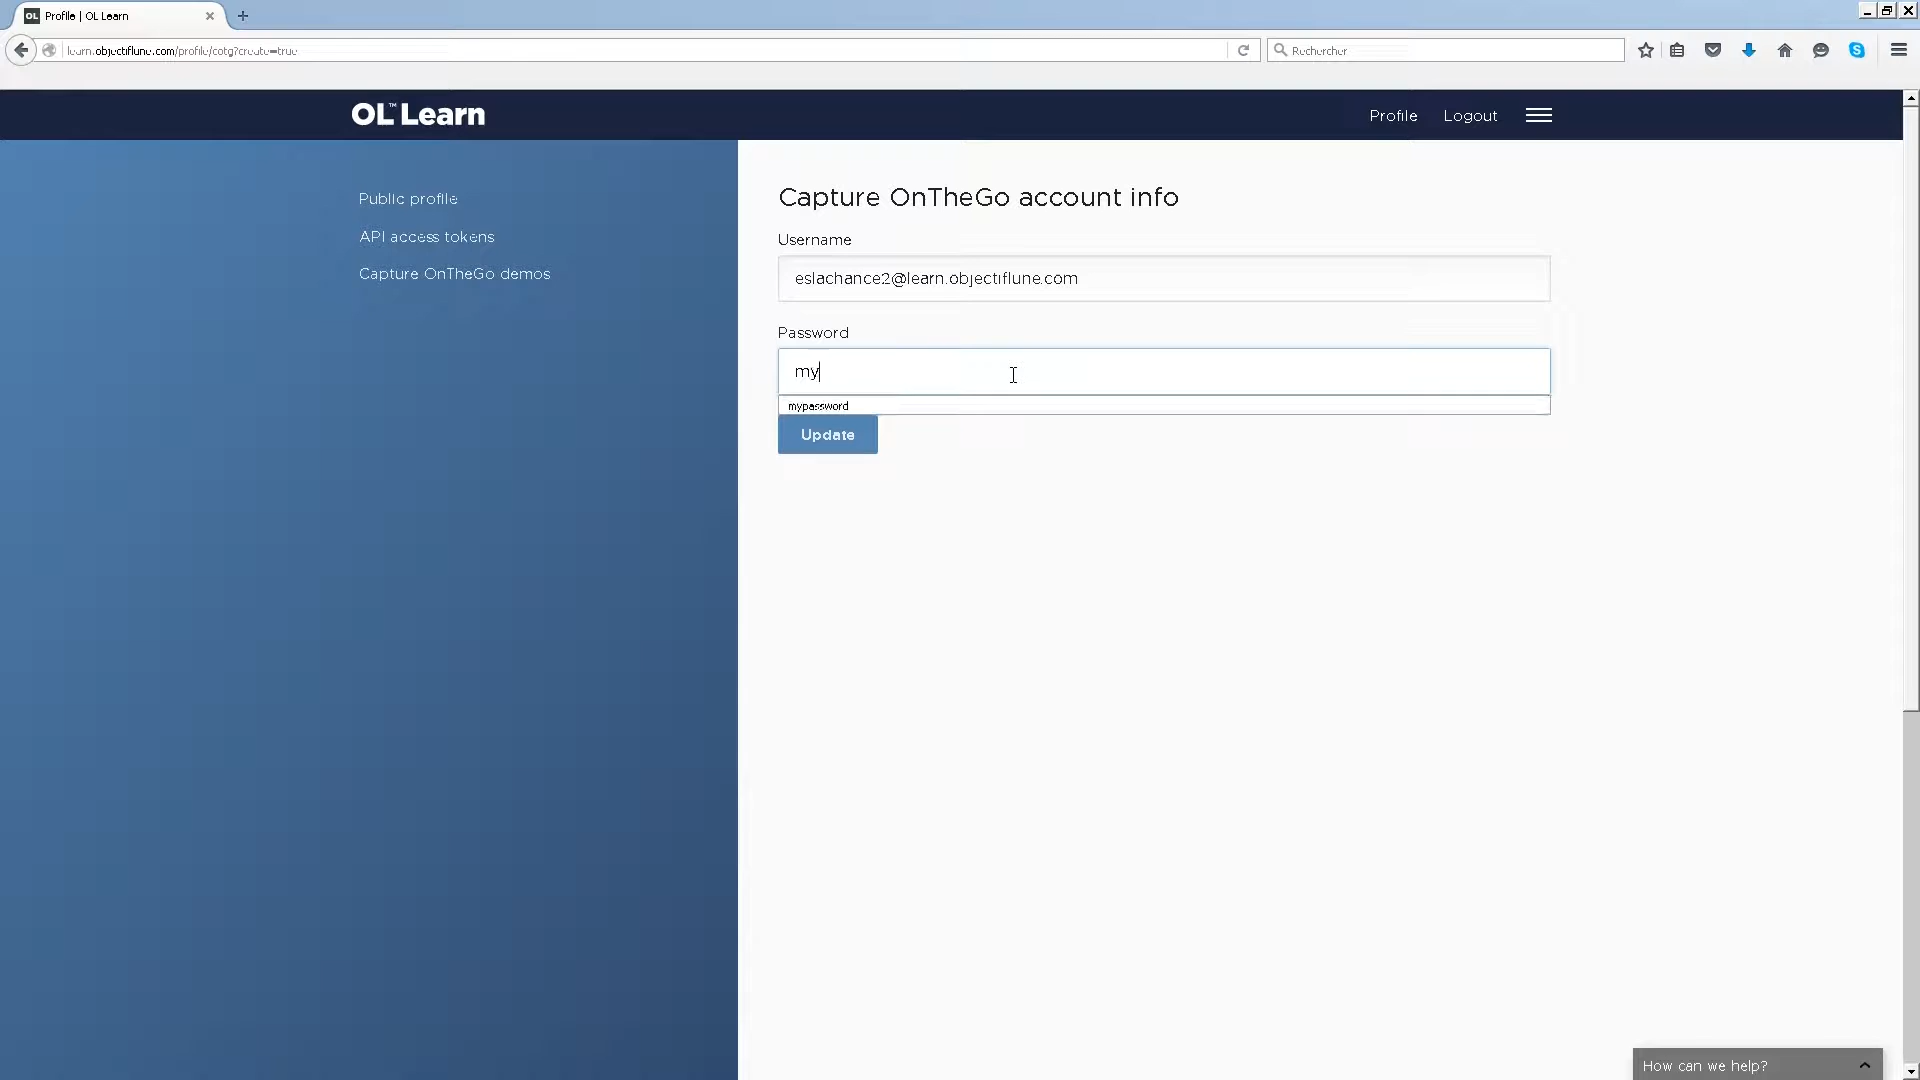 OL Profile | OL Learn
learn.objectiflune.com/profile/cotg?create=true
Rechercher
OL™ Learn
Profile
Logout
Public profile
API access tokens
Capture OnTheGo demos
Capture OnTheGo account info
Username
eslachance2@learn.objectiflune.com
Password
my
mypassword
Update
How can we help?